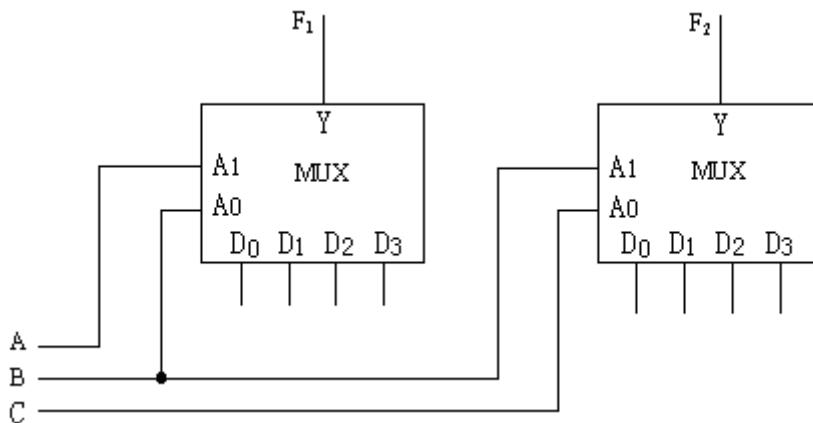 F₁ F₂
Y Y
A1 MUX A1 MUX
A0 A0
D₀ D₁ D₂ D₃ D₀ D₁ D₂ D₃
A
B
C